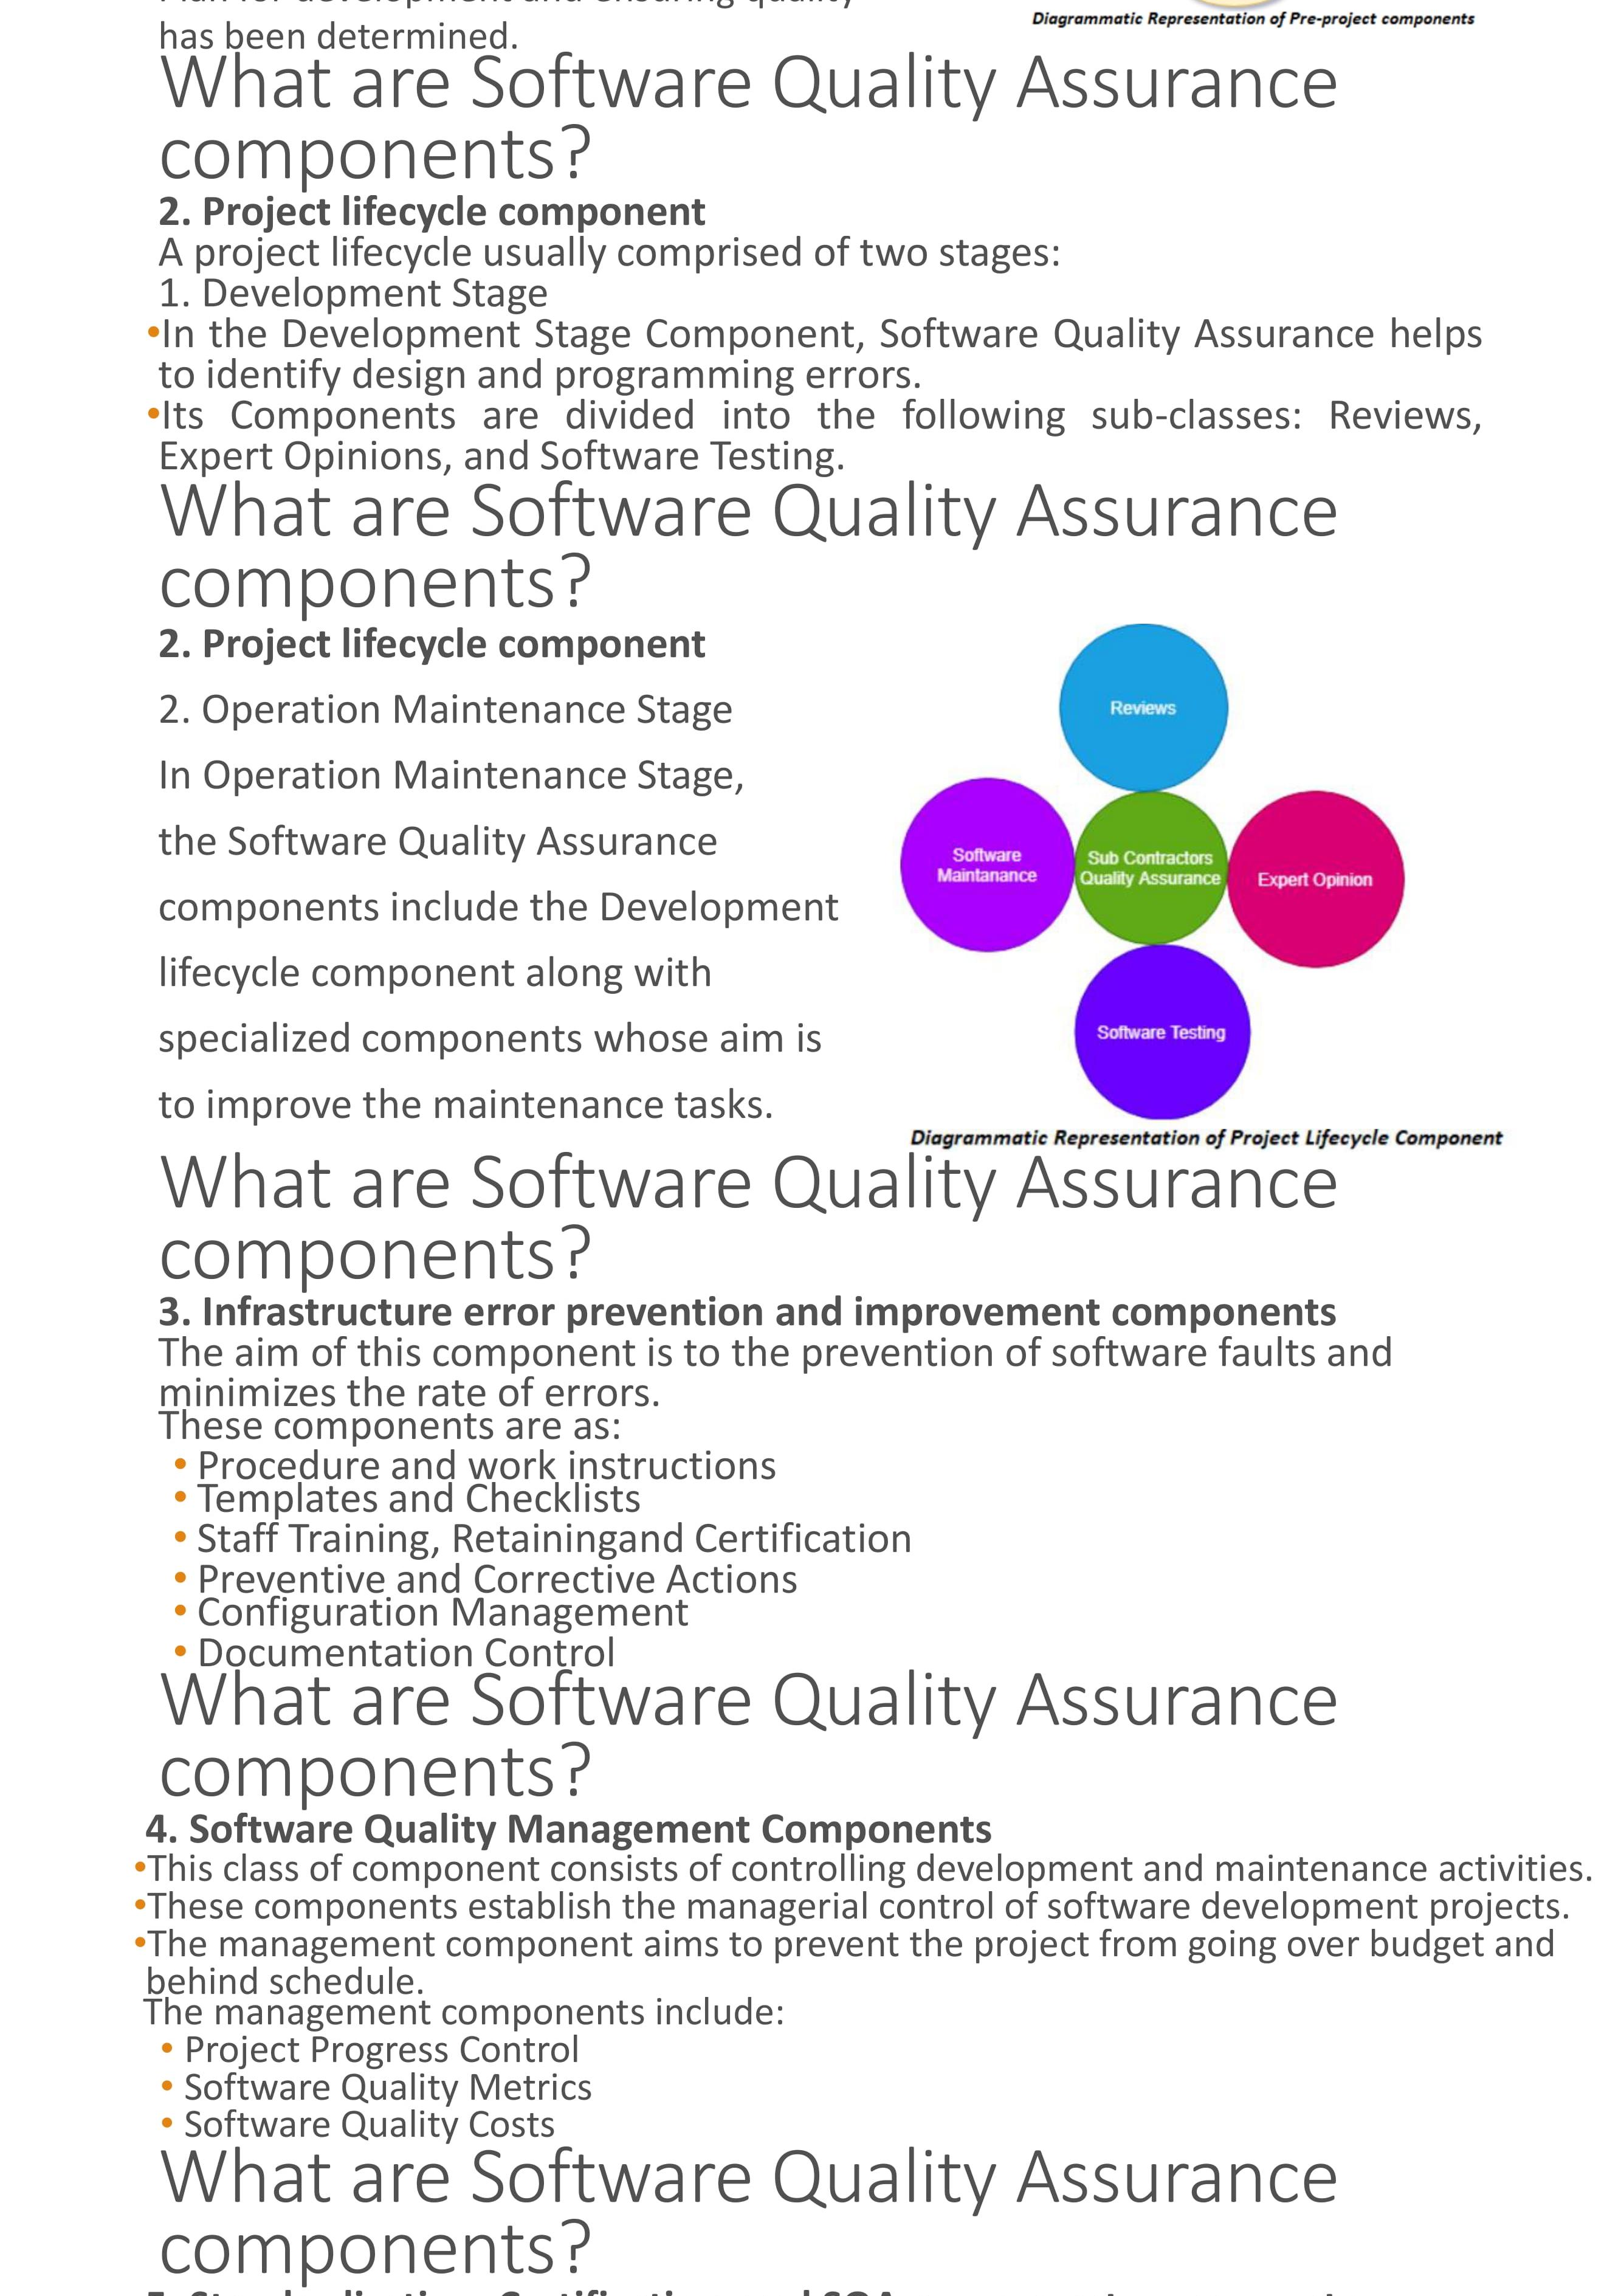 has been determined.
Diagrammatic Representation of Pre-project components
What are Software Quality Assurance
components?
2. Project lifecycle component
A project lifecycle usually comprised of two stages:
1. Development Stage
•In the Development Stage Component, Software Quality Assurance helps
to identify design and programming errors.
•Its Components are divided into the following sub-classes: Reviews,
Expert Opinions, and Software Testing.
What are Software Quality Assurance
components?
2. Project lifecycle component
2. Operation Maintenance Stage
In Operation Maintenance Stage,
the Software Quality Assurance
components include the Development
lifecycle component along with
specialized components whose aim is
to improve the maintenance tasks.
Reviews
Software
Maintanance
Sub Contractors
Quality Assurance
Expert Opinion
Software Testing
Diagrammatic Representation of Project Lifecycle Component
What are Software Quality Assurance
components?
3. Infrastructure error prevention and improvement components
The aim of this component is to the prevention of software faults and
minimizes the rate of errors.
These components are as:
• Procedure and work instructions
• Templates and Checklists
• Staff Training, Retainingand Certification
• Preventive and Corrective Actions
• Configuration Management
• Documentation Control
What are Software Quality Assurance
components?
4. Software Quality Management Components
•This class of component consists of controlling development and maintenance activities.
•These components establish the managerial control of software development projects.
•The management component aims to prevent the project from going over budget and
behind schedule.
The management components include:
• Project Progress Control
• Software Quality Metrics
• Software Quality Costs
What are Software Quality Assurance
components?